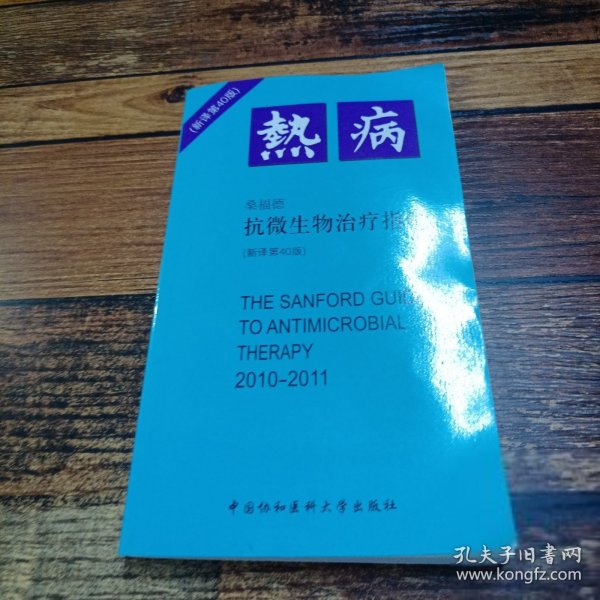 (新译第40版)
熱病
桑福德
抗微生物治疗指
(新译第40版)
THE SANFORD GUID
TO ANTIMICROBIAL
THERAPY
2010-2011
中国协和医科大学出版社
孔夫子旧书网
www.kongfz.com